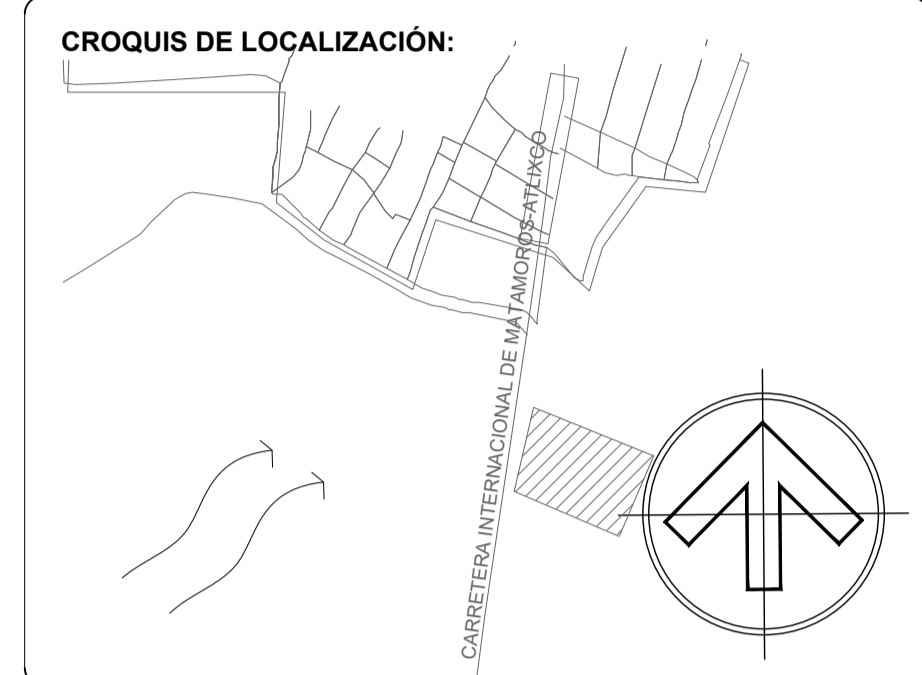 CROQUIS DE LOCALIZACIÓN:
CARRETERA INTERNACIONAL DE MATAMOROS-ATLIXCO